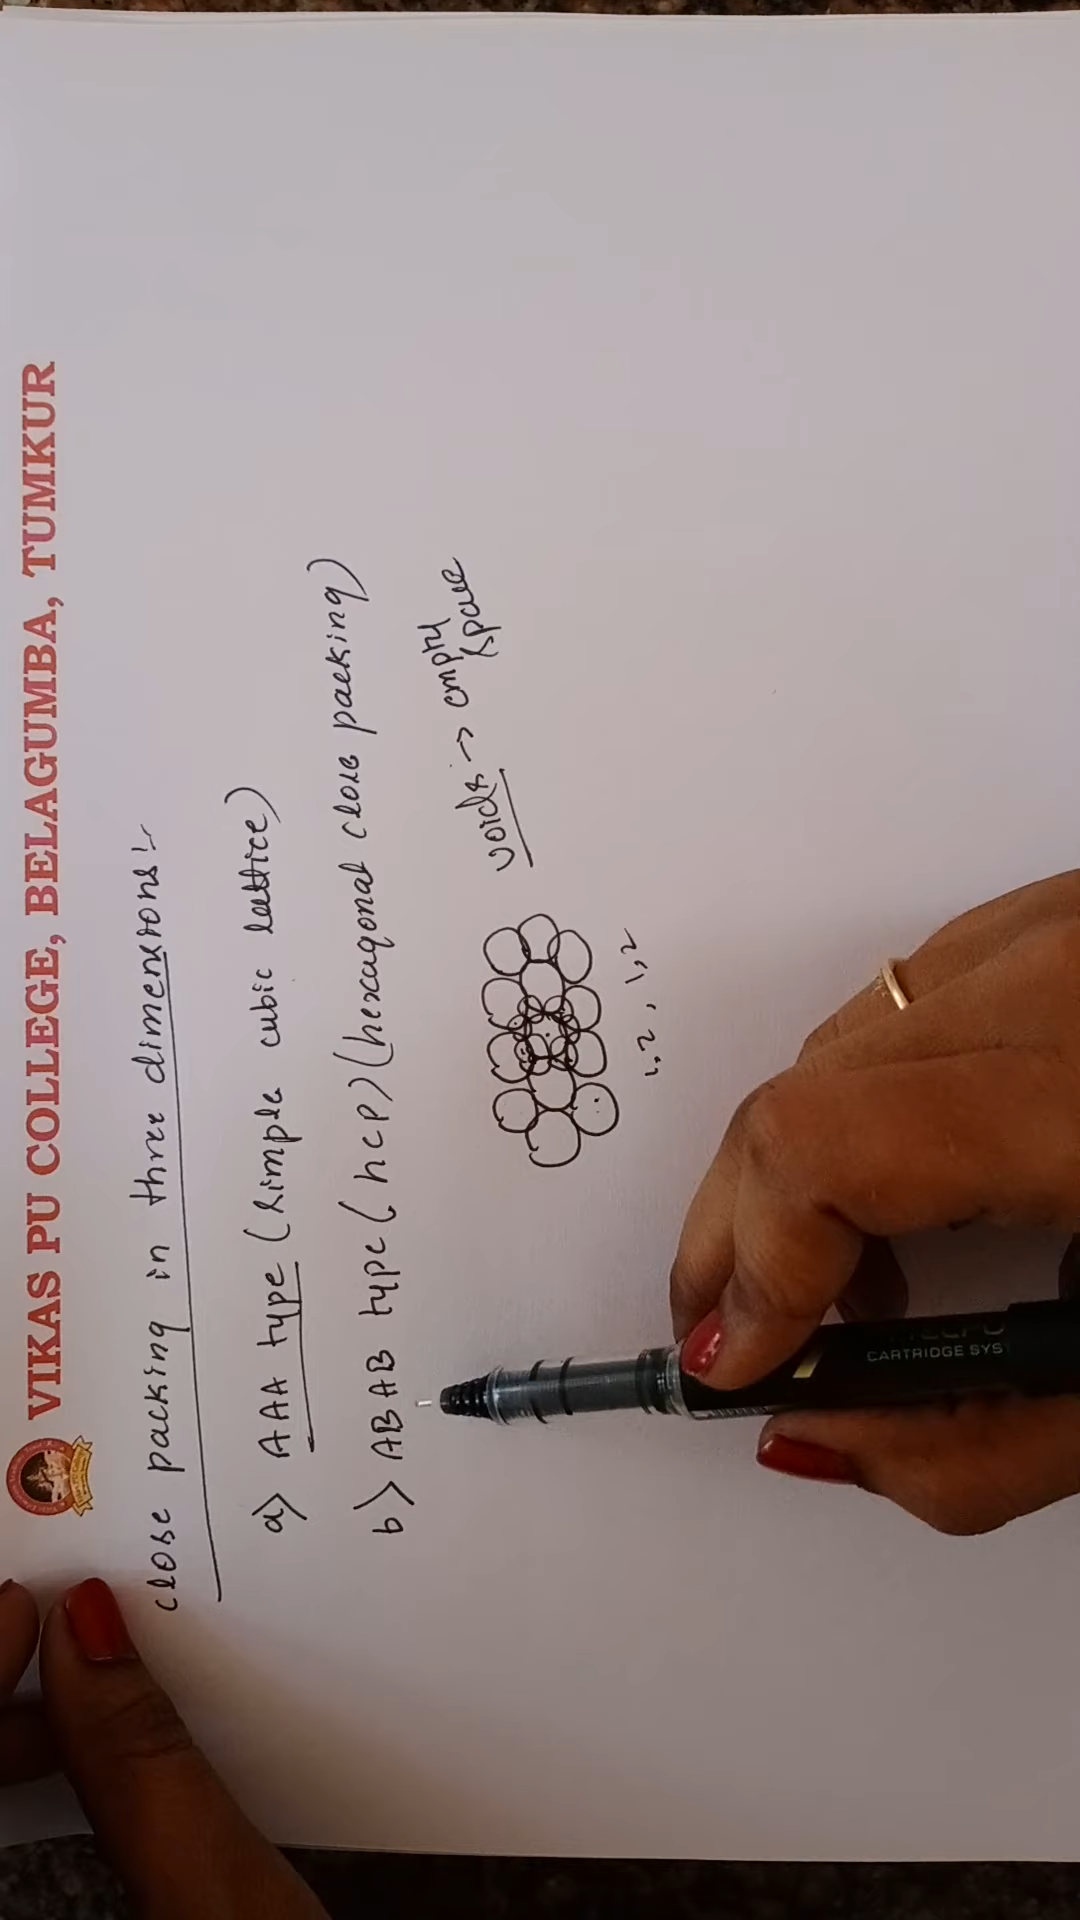 VIKAS PU COLLEGE, BELAGUMBA, TUMKUR
close packing in three dimensions:-
a) AAA type (simple cubic lattice)
b) ABAB type (hcp) (hexagonal close packing)
voids → empty
space
1,2, 1,2
CARTRIDGE SYS